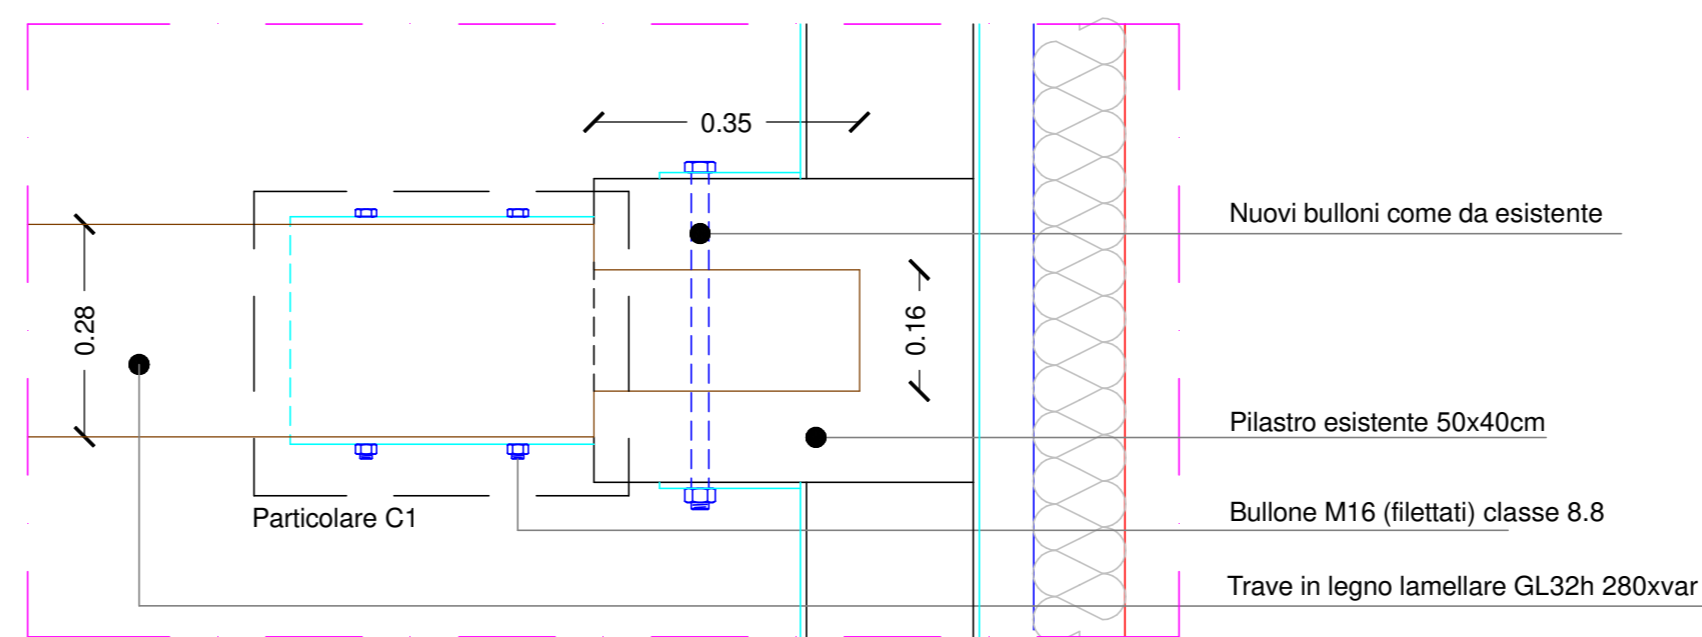 0.35
Nuovi bulloni come da esistente
0.28
0.16
Pilastro esistente 50x40cm
Particolare C1
Bullone M16 (filettati) classe 8.8
Trave in legno lamellare GL32h 280xvar